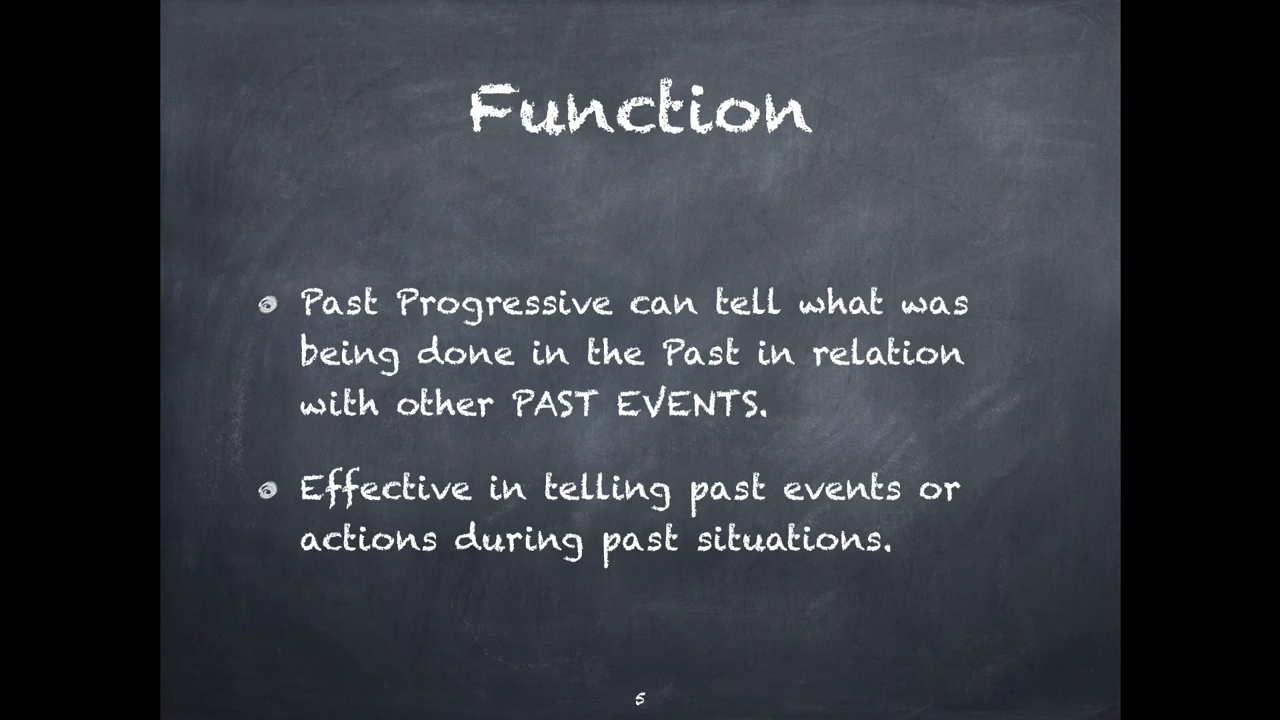 Function
Past Progressive can tell what was
being done in the Past in relation
with other PAST EVENTS.
Effective in telling past events or
actions during past situations.
5